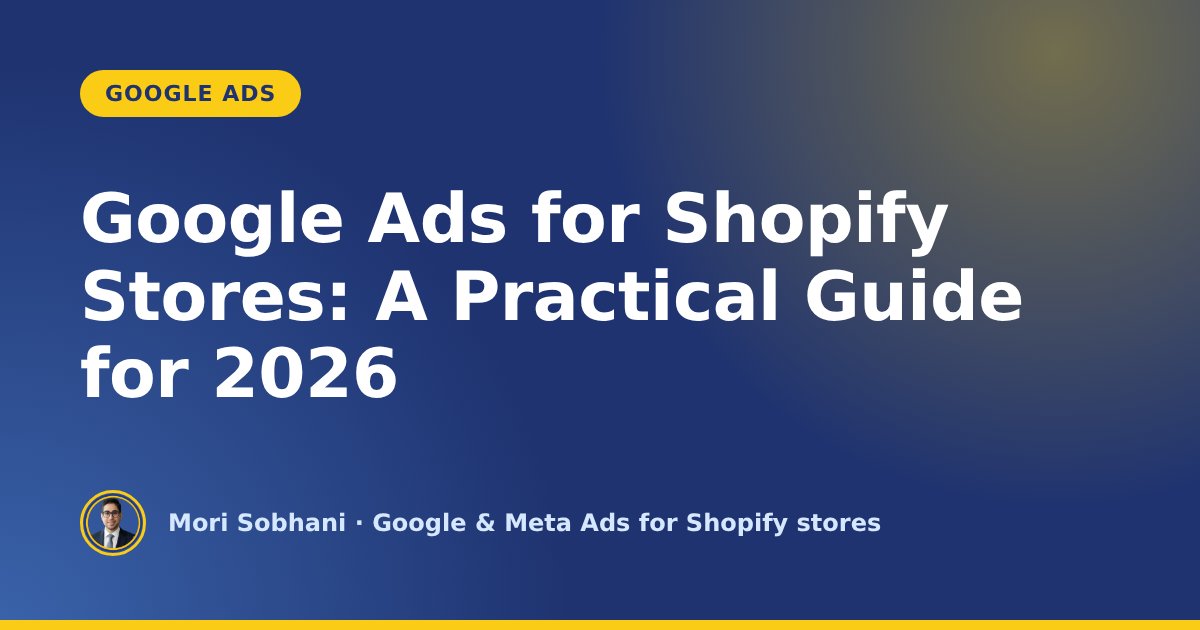 GOOGLE ADS
Google Ads for Shopify
Stores: A Practical Guide
for 2026
Mori Sobhani · Google & Meta Ads for Shopify stores